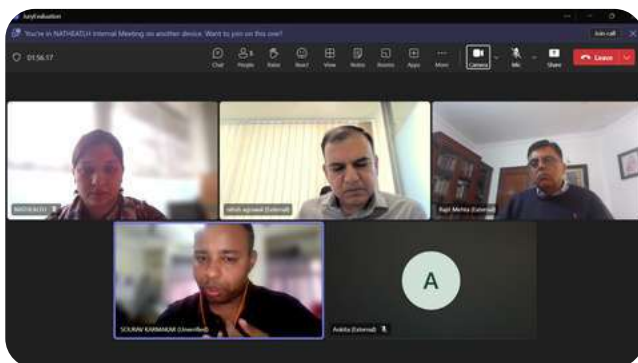 JuryEvaluation
You're in NATHEALTH Internal Meeting on another device. Want to join on this one?
Join call
01:56:17
Chat
People
Raise
React
View
Notes
Rooms
Apps
More
Camera
Mic
Share
Leave
NATHEALTH
(External)
Rajit Mehta (External)
SOURAV KARMAKAR (Unverified)
A
Ankita (External)